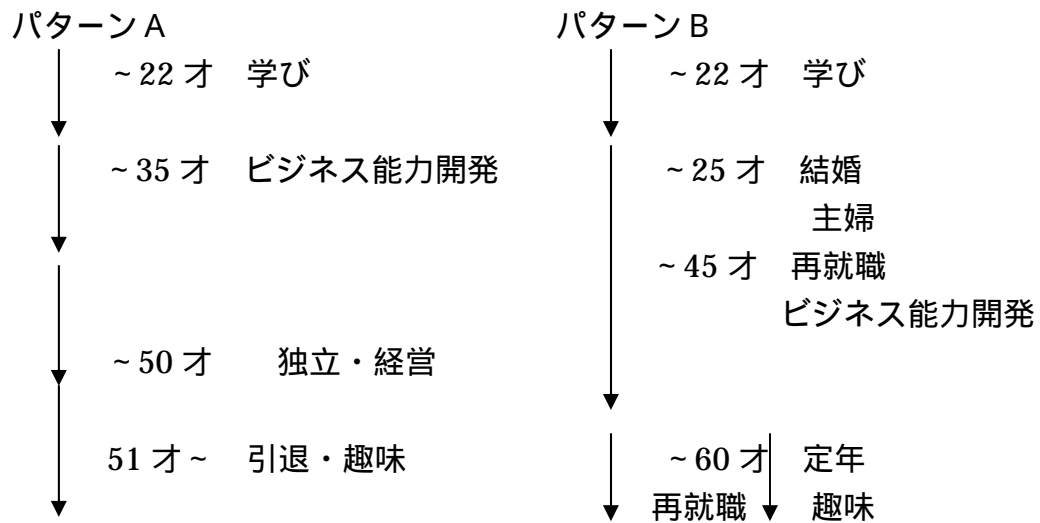 パターンA
~22才 学び
~35才 ビジネス能力開発
~50才 独立・経営
51才~ 引退・趣味
パターンB
~22才 学び
~25才 結婚
主婦
~45才 再就職
ビジネス能力開発
~60才 定年
再就職 趣味